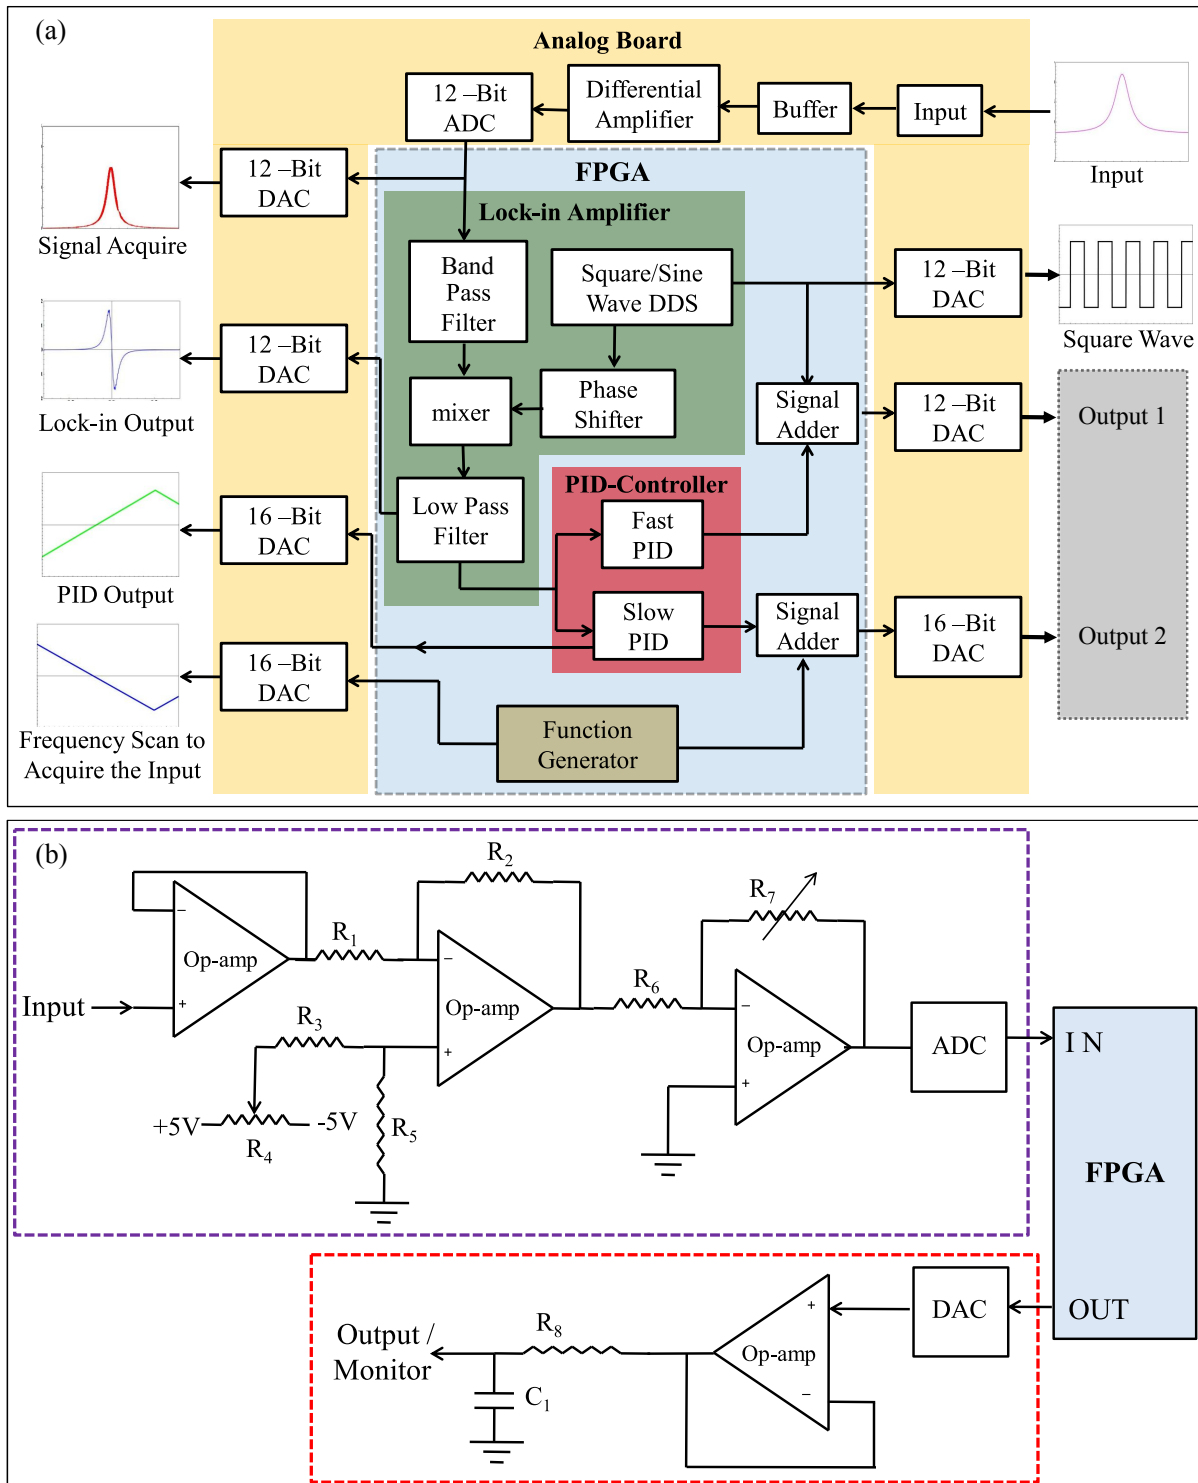 (a)
Analog Board
12 –Bit
ADC
Differential
Amplifier
Buffer
Input
Input
12 –Bit
DAC
Signal Acquire
FPGA
Lock-in Amplifier
Band
Pass
Filter
Square/Sine
Wave DDS
12 –Bit
DAC
Square Wave
12 –Bit
DAC
Lock-in Output
mixer
Phase
Shifter
Signal
Adder
12 –Bit
DAC
Output 1
Low Pass
Filter
PID-Controller
Fast
PID
16 –Bit
DAC
PID Output
Slow
PID
Signal
Adder
16 –Bit
DAC
Output 2
16 –Bit
DAC
Frequency Scan to
Acquire the Input
Function
Generator
(b)
R2
R7
R1
Op-amp
−
+
Input
R3
Op-amp
−
+
R6
Op-amp
−
+
ADC
I N
+5V
-5V
R4
R5
FPGA
DAC
OUT
Output /
Monitor
R8
Op-amp
+
−
C1